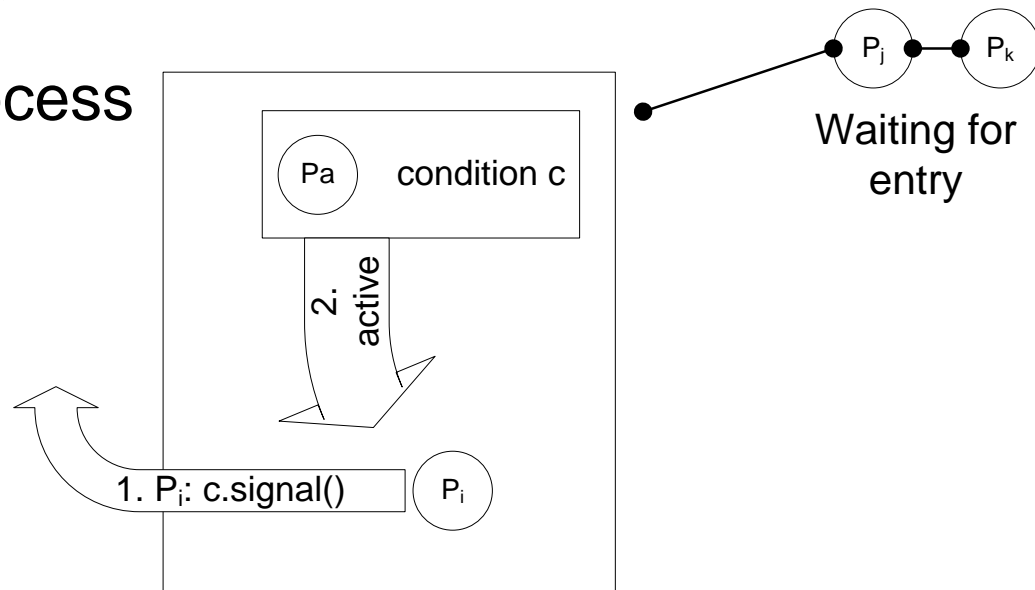 cess
Pa
condition c
2.
active
1. Pᵢ: c.signal()
Pᵢ
Pⱼ
Pₖ
Waiting for
entry